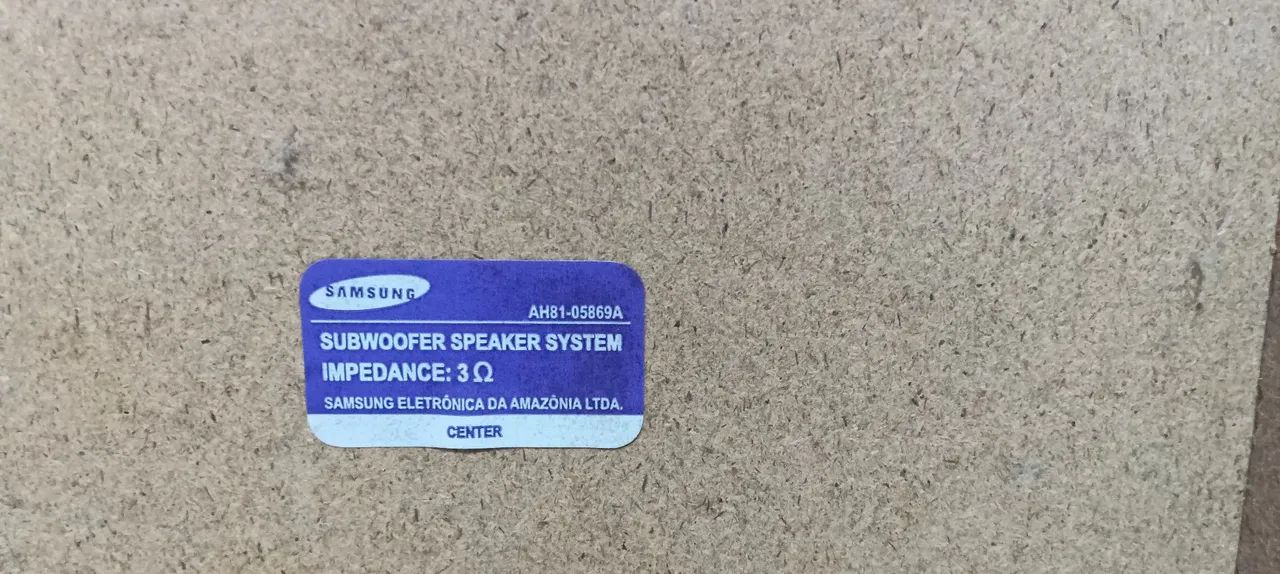 SAMSUNG
AH81-05869A
SUBWOOFER SPEAKER SYSTEM
IMPEDANCE: 3 Ω
SAMSUNG ELETRÔNICA DA AMAZÔNIA LTDA.
CENTER